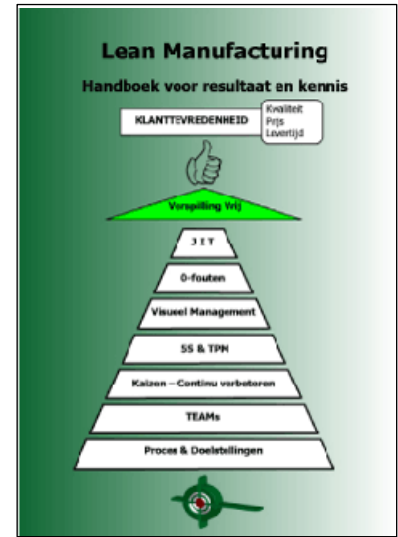 Lean Manufacturing
Handboek voor resultaat en kennis
KLANTTEVREDENHEID
Kwaliteit
Prijs
Levertijd
Verspilling Vrij
J I T
0-fouten
Visueel Management
5S & TPM
Kaizen – Continu verbeteren
TEAMs
Proces & Doelstellingen